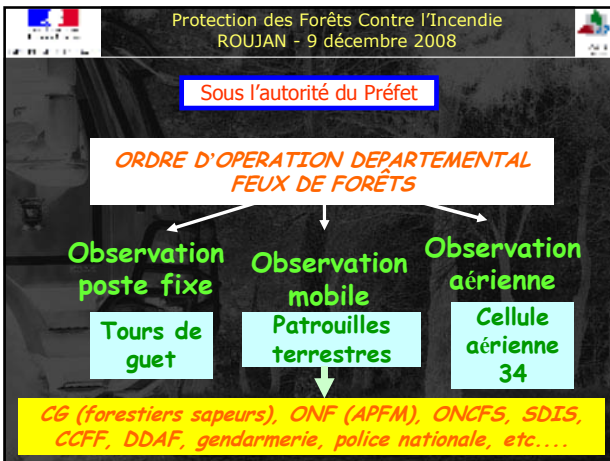 Protection des Forêts Contre l'Incendie
ROUJAN - 9 décembre 2008
Sous l'autorité du Préfet
ORDRE D'OPERATION DEPARTEMENTAL
FEUX DE FORÊTS
Observation
poste fixe
Tours de
guet
Observation
mobile
Patrouilles
terrestres
Observation
aérienne
Cellule
aérienne
34
CG (forestiers sapeurs), ONF (APFM), ONCFS, SDIS,
CCFF, DDAF, gendarmerie, police nationale, etc....